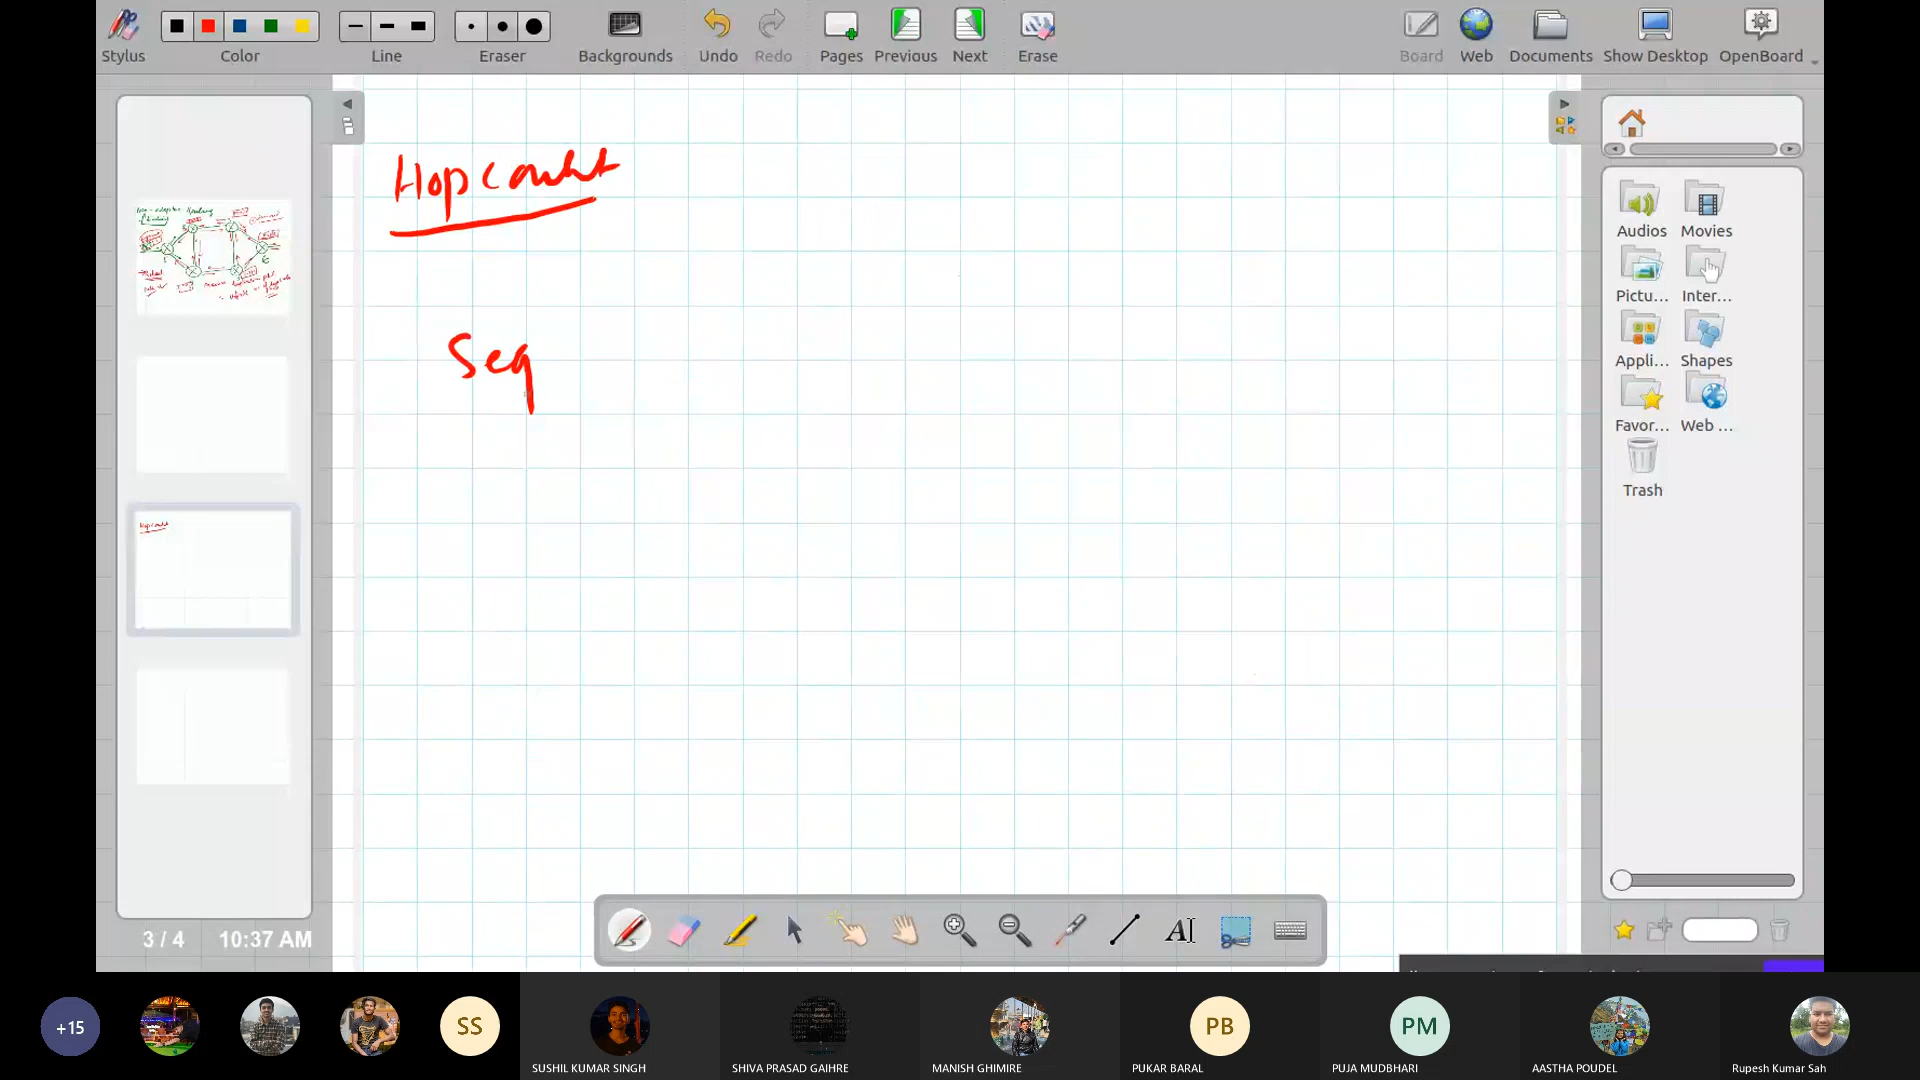 Stylus
Color
Line
Eraser
Backgrounds
Undo
Redo
Pages
Previous
Next
Erase
Board
Web
Documents
Show Desktop
OpenBoard
Hopcount
Seq
Audios
Movies
Pictu...
Inter...
Appli...
Shapes
Favor...
Web ...
Trash
3 / 4
10:37 AM
+15
SS
PB
PM
SUSHIL KUMAR SINGH
SHIVA PRASAD GAIHRE
MANISH GHIMIRE
PUKAR BARAL
PUJA MUDBHARI
AASTHA POUDEL
Rupesh Kumar Sah